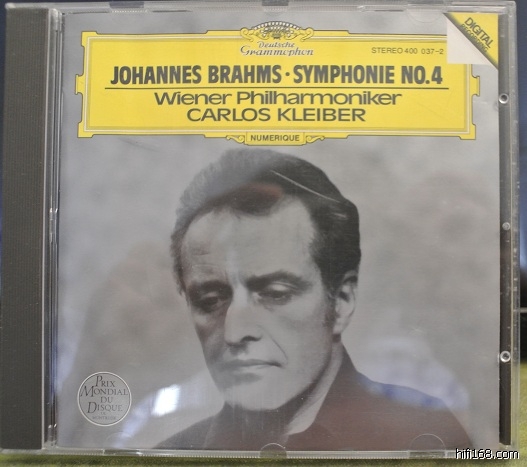 Deutsche
Grammophon
STEREO 400 037-2
DIGITAL
JOHANNES BRAHMS · SYMPHONIE NO. 4
Wiener Philharmoniker
CARLOS KLEIBER
NUMERIQUE
PRIX
MONDIAL
DU
DISQUE
hifi168.com